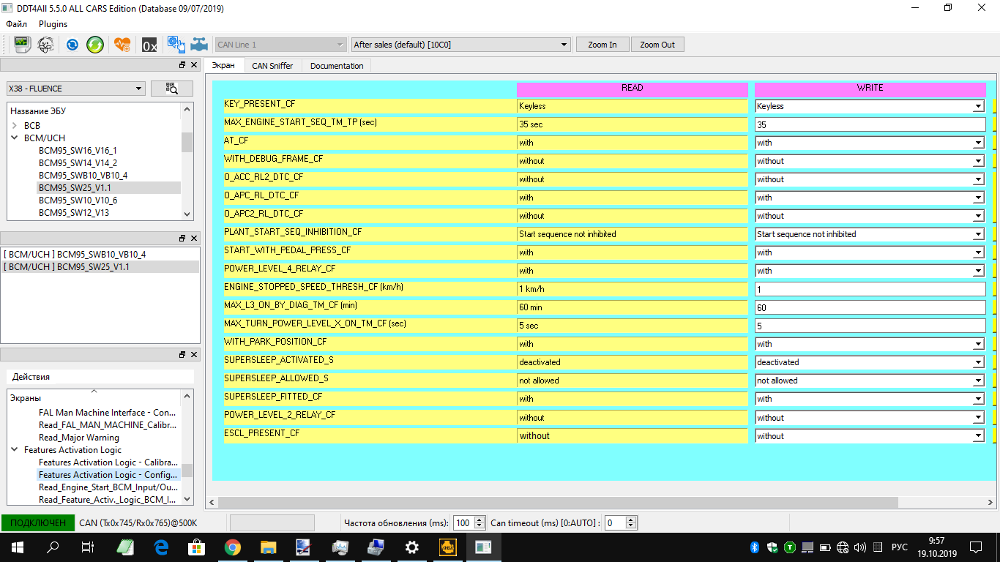 DDT4All 5.5.0 ALL CARS Edition (Database 09/07/2019)
Файл Plugins
0x
CAN Line 1
After sales (default) [10C0]
Zoom In
Zoom Out
Экран
CAN Sniffer
Documentation
X38 - FLUENCE
Название ЭБУ
BCB
BCM/UCH
BCM95_SW16_V16_1
BCM95_SW14_V14_2
BCM95_SWB10_VB10_4
BCM95_SW25_V1.1
BCM95_SW10_V10_6
BCM95_SW12_V13
[ BCM/UCH ] BCM95_SWB10_VB10_4
[ BCM/UCH ] BCM95_SW25_V1.1
Действия
Экраны
FAL Man Machine Interface - Con...
Read_FAL_MAN_MACHINE_Calibr...
Read_Major Warning
Features Activation Logic
Features Activation Logic - Calibra...
Features Activation Logic - Config...
Read_Engine_Start_BCM_Input/Ou...
Read_Feature_Activ._Logic_BCM_I...
READ WRITE
KEY_PRESENT_CF Keyless Keyless
MAX_ENGINE_START_SEQ_TM_TP (sec) 35 sec 35
AT_CF with with
WITH_DEBUG_FRAME_CF without without
O_ACC_RL2_DTC_CF without without
O_APC_RL_DTC_CF with with
O_APC2_RL_DTC_CF without without
PLANT_START_SEQ_INHIBITION_CF Start sequence not inhibited Start sequence not inhibited
START_WITH_PEDAL_PRESS_CF with with
POWER_LEVEL_4_RELAY_CF with with
ENGINE_STOPPED_SPEED_THRESH_CF (km/h) 1 km/h 1
MAX_L3_ON_BY_DIAG_TM_CF (min) 60 min 60
MAX_TURN_POWER_LEVEL_X_ON_TM_CF (sec) 5 sec 5
WITH_PARK_POSITION_CF with with
SUPERSLEEP_ACTIVATED_S deactivated deactivated
SUPERSLEEP_ALLOWED_S not allowed not allowed
SUPERSLEEP_FITTED_CF with with
POWER_LEVEL_2_RELAY_CF without without
ESCL_PRESENT_CF without without
ПОДКЛЮЧЕН
CAN (Tx0x745/Rx0x765)@500K
Частота обновления (ms): 100
Can timeout (ms) [0:AUTO] : 0
CHECK
РУС
9:57
19.10.2019